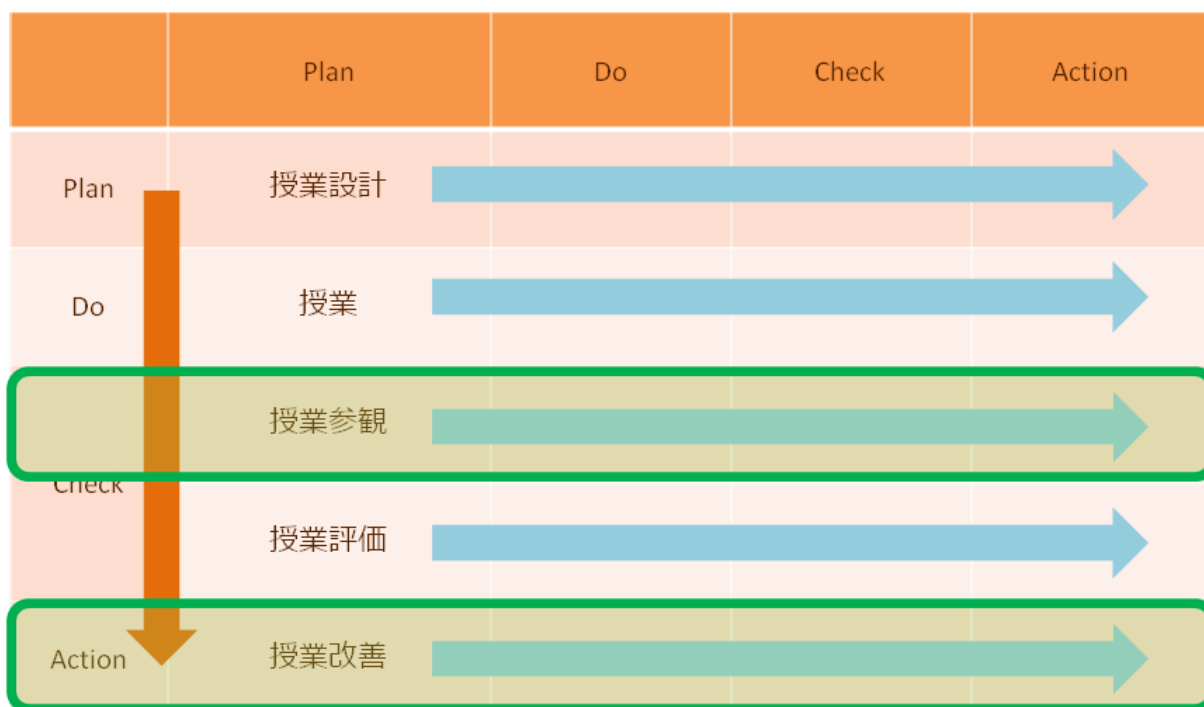 Plan Do Check Action
Plan 授業設計
Do 授業
授業参観
Check
授業評価
Action 授業改善